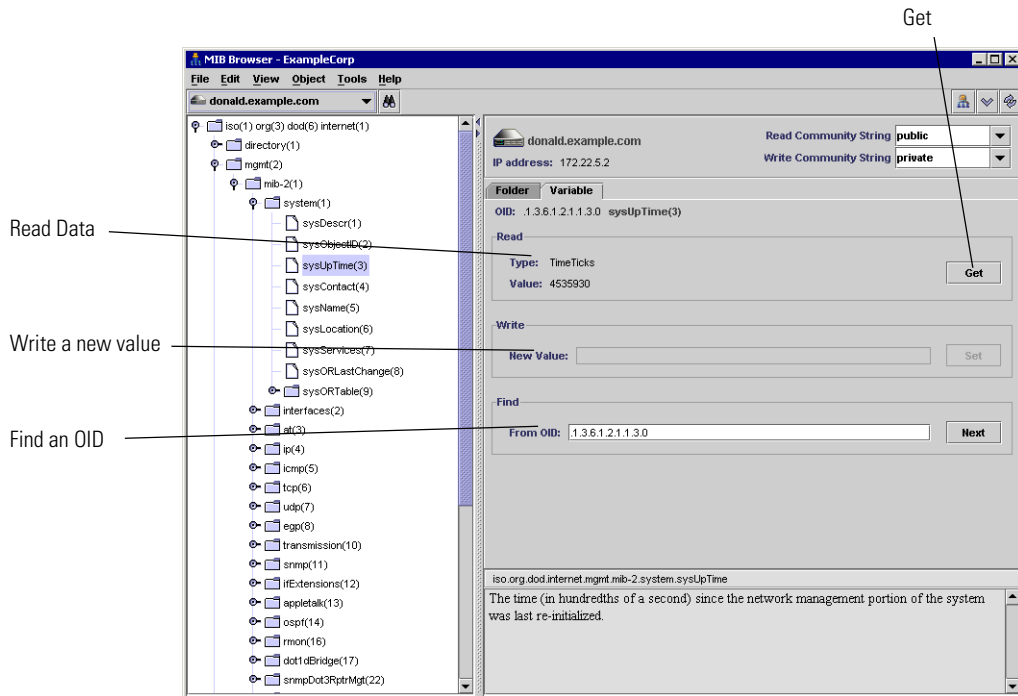 Get
MIB Browser - ExampleCorp
File Edit View Object Tools Help
donald.example.com
iso(1) org(3) dod(6) internet(1)
directory(1)
mgmt(2)
mib-2(1)
system(1)
sysDescr(1)
sysObjectID(2)
sysUpTime(3)
sysContact(4)
sysName(5)
sysLocation(6)
sysServices(7)
sysORLastChange(8)
sysORTable(9)
interfaces(2)
at(3)
ip(4)
icmp(5)
tcp(6)
udp(7)
egp(8)
transmission(10)
snmp(11)
ifExtensions(12)
appletalk(13)
ospf(14)
rmon(16)
dot1dBridge(17)
snmpDot3RptrMgt(22)
Read Data
Write a new value
Find an OID
donald.example.com
IP address: 172.22.5.2
Read Community String public
Write Community String private
Folder Variable
OID: .1.3.6.1.2.1.1.3.0 sysUpTime(3)
Read
Type: TimeTicks
Value: 4535930
Get
Write
New Value:
Set
Find
From OID: .1.3.6.1.2.1.1.3.0
Next
iso.org.dod.internet.mgmt.mib-2.system.sysUpTime
The time (in hundredths of a second) since the network management portion of the system
was last re-initialized.